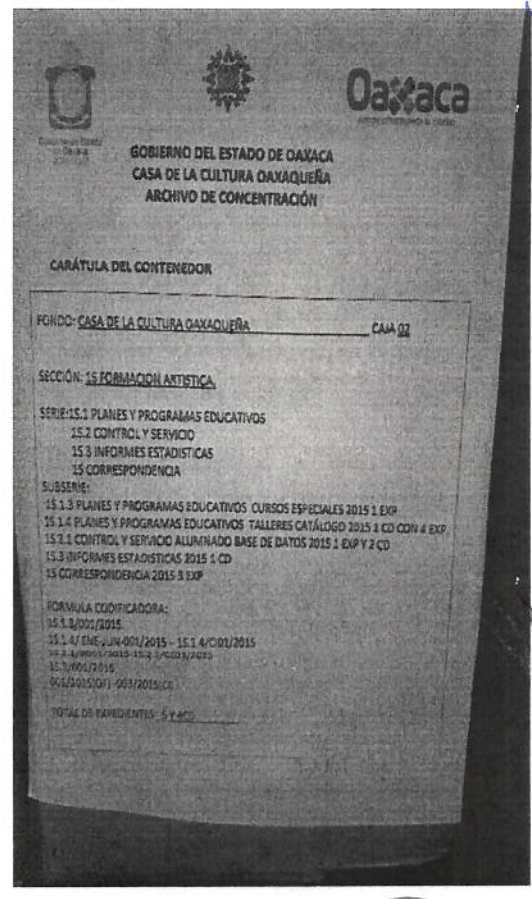 Oaxaca
GOBIERNO DEL ESTADO DE OAXACA
CASA DE LA CULTURA OAXAQUEÑA
ARCHIVO DE CONCENTRACIÓN
CARÁTULA DEL CONTENEDOR
FONDO: CASA DE LA CULTURA OAXAQUEÑA CAJA 02
SECCIÓN: 15 FORMACION ARTISTICA.
SERIE:15.1 PLANES Y PROGRAMAS EDUCATIVOS
15.2 CONTROL Y SERVICIO
15.3 INFORMES ESTADISTICAS
15 CORRESPONDENCIA
SUBSERIE:
15.1.3 PLANES Y PROGRAMAS EDUCATIVOS CURSOS ESPECIALES 2015 1 EXP
15.1.4 PLANES Y PROGRAMAS EDUCATIVOS TALLERES CATÁLOGO 2015 1 CD CON 4 EXP
15.2.1 CONTROL Y SERVICIO ALUMNADO BASE DE DATOS 2015 1 EXP Y 2 CD
15.3 INFORMES ESTADISTICAS 2015 1 CD
15 CORRESPONDENCIA 2015 3 EXP
FORMULA CODIFICADORA:
15.1.3/001/2015
15.1.4/ ENE-JUN-001/2015 - 15.1.4/CD01/2015
15.3/001/2015
TOTAL DE EXPEDIENTES: 5 Y 4CD